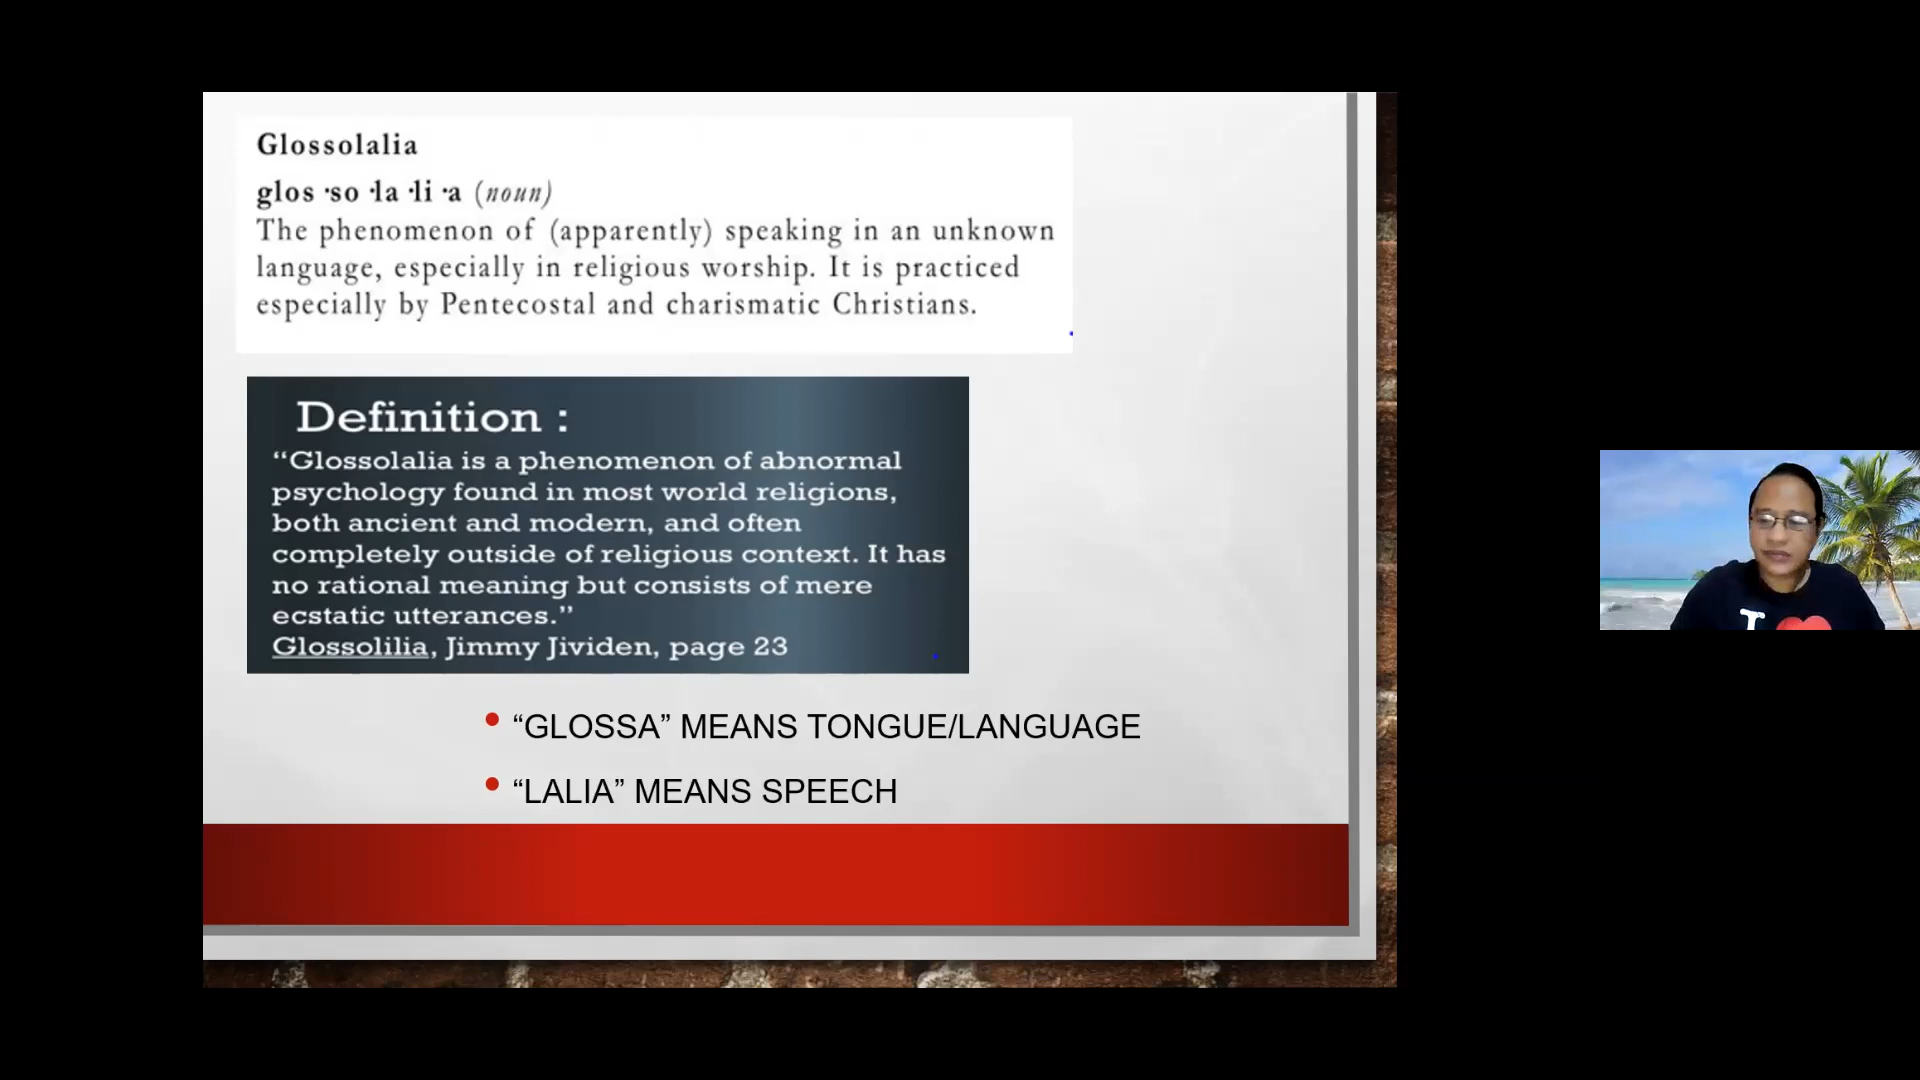 Glossolalia
glos ·so ·la ·li ·a (noun)
The phenomenon of (apparently) speaking in an unknown
language, especially in religious worship. It is practiced
especially by Pentecostal and charismatic Christians.
Definition :
“Glossolalia is a phenomenon of abnormal
psychology found in most world religions,
both ancient and modern, and often
completely outside of religious context. It has
no rational meaning but consists of mere
ecstatic utterances.”
Glossolilia, Jimmy Jividen, page 23
• “GLOSSA” MEANS TONGUE/LANGUAGE
• “LALIA” MEANS SPEECH
I